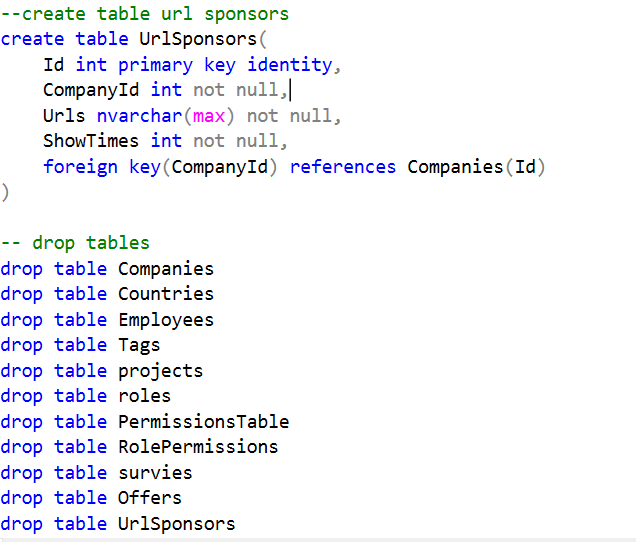 --create table url sponsors
create table UrlSponsors(
    Id int primary key identity,
    CompanyId int not null,
    Urls nvarchar(max) not null,
    ShowTimes int not null,
    foreign key(CompanyId) references Companies(Id)
)
-- drop tables
drop table Companies
drop table Countries
drop table Employees
drop table Tags
drop table projects
drop table roles
drop table PermissionsTable
drop table RolePermissions
drop table survies
drop table Offers
drop table UrlSponsors